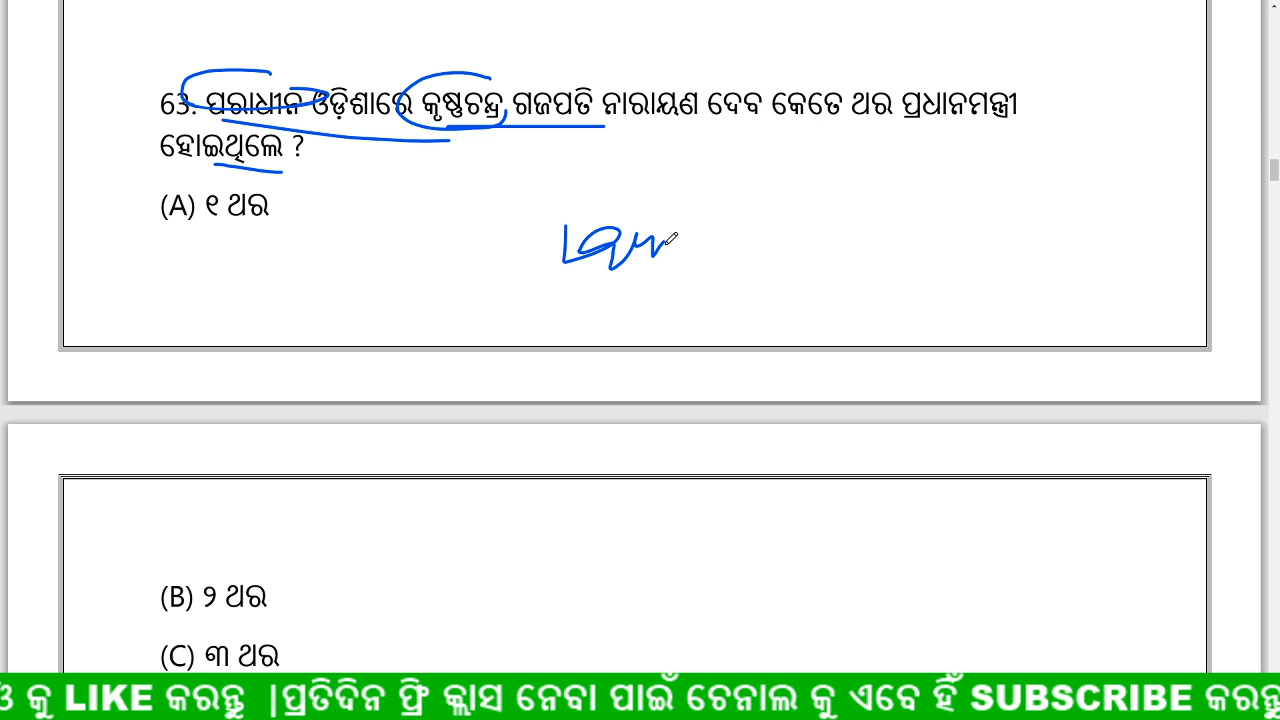 63. ପରାଧୀନ ଓଡ଼ିଶାରେ କୃଷ୍ଣଚନ୍ଦ୍ର ଗଜପତି ନାରାୟଣ ଦେବ କେତେ ଥର ପ୍ରଧାନମନ୍ତ୍ରୀ
ହୋଇଥିଲେ ?
(A) ୧ ଥର
(B) ୨ ଥର
(C) ୩ ଥର
ଓ କୁ LIKE କରନ୍ତୁ |ପ୍ରତିଦିନ ଫ୍ରି କ୍ଲାସ ନେବା ପାଇଁ ଚେନାଲ କୁ ଏବେ ହିଁ SUBSCRIBE କରନ୍ତୁ